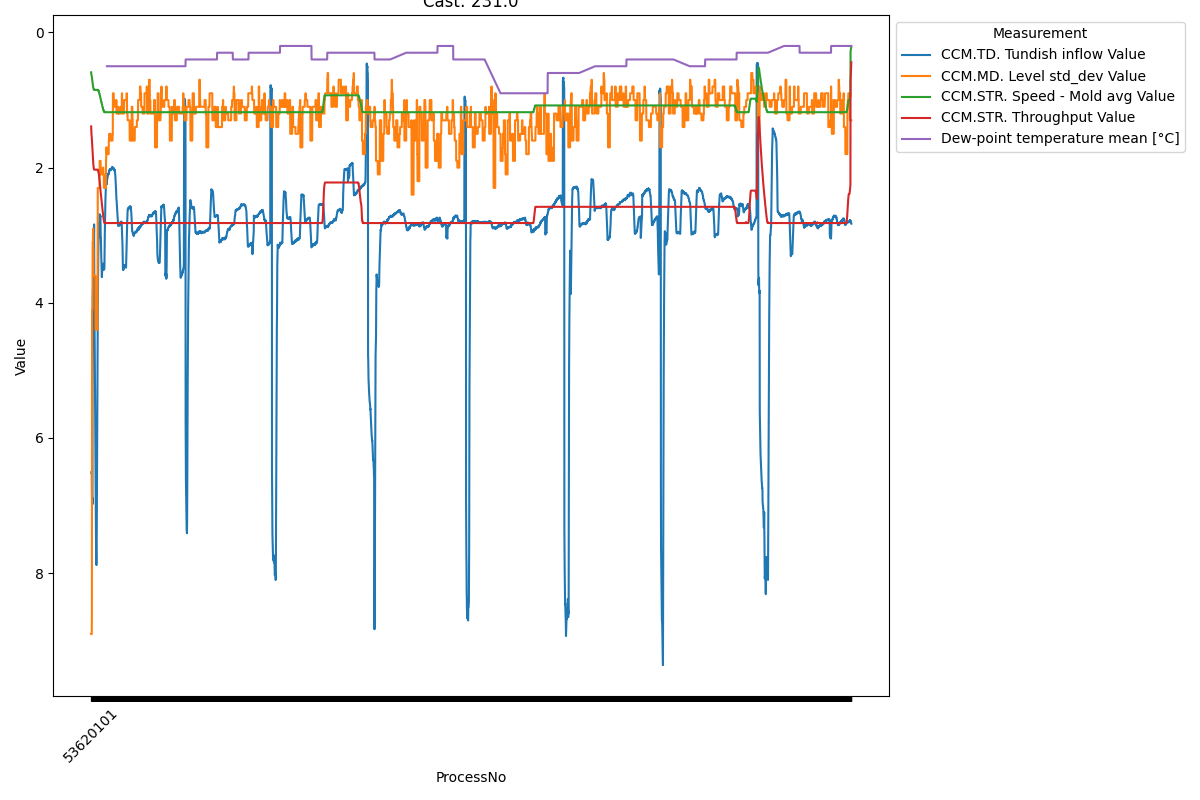 Cast: 231.0
0
2
4
6
8
Value
53620101
ProcessNo
Measurement
CCM.TD. Tundish inflow Value
CCM.MD. Level std_dev Value
CCM.STR. Speed - Mold avg Value
CCM.STR. Throughput Value
Dew-point temperature mean [°C]